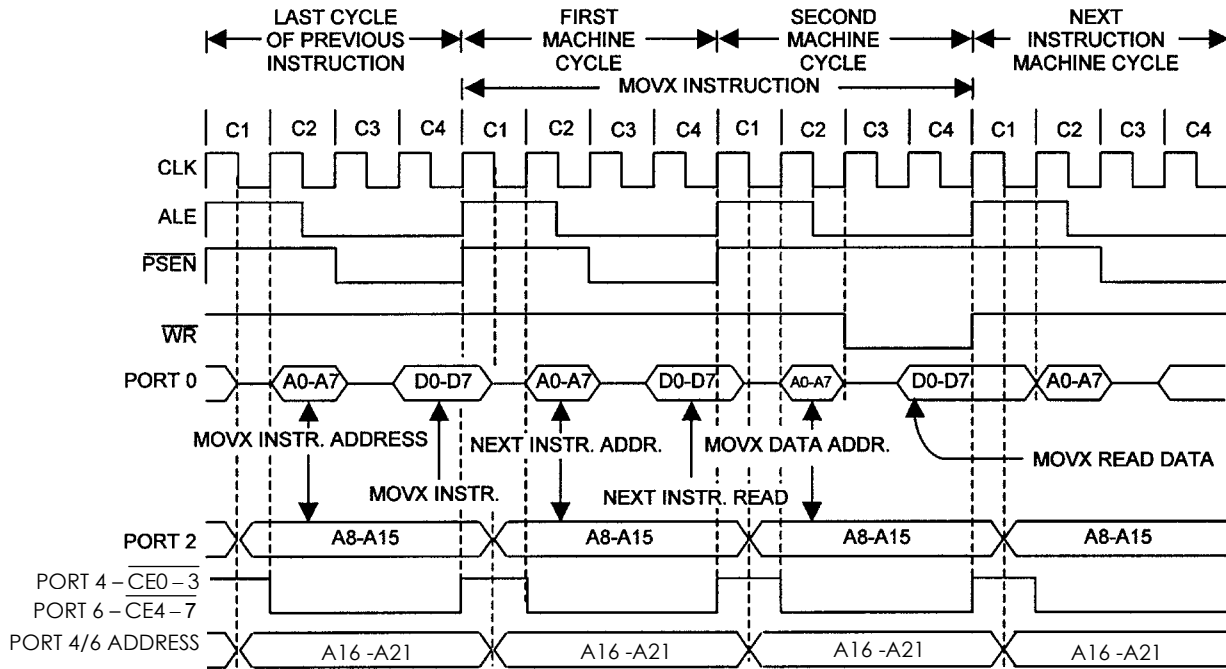 LAST CYCLE OF PREVIOUS INSTRUCTION
FIRST MACHINE CYCLE
SECOND MACHINE CYCLE
NEXT INSTRUCTION MACHINE CYCLE
MOVX INSTRUCTION
C1 C2 C3 C4 C1 C2 C3 C4 C1 C2 C3 C4 C1 C2 C3 C4
CLK
ALE
PSEN
WR
PORT 0 A0-A7 D0-D7 A0-A7 D0-D7 A0-A7 D0-D7 A0-A7
MOVX INSTR. ADDRESS NEXT INSTR. ADDR. MOVX DATA ADDR.
MOVX READ DATA
MOVX INSTR. NEXT INSTR. READ
PORT 2 A8-A15 A8-A15 A8-A15 A8-A15
PORT 4 – CE0 – 3
PORT 6 – CE4 – 7
PORT 4/6 ADDRESS A16 -A21 A16 -A21 A16 -A21 A16 -A21